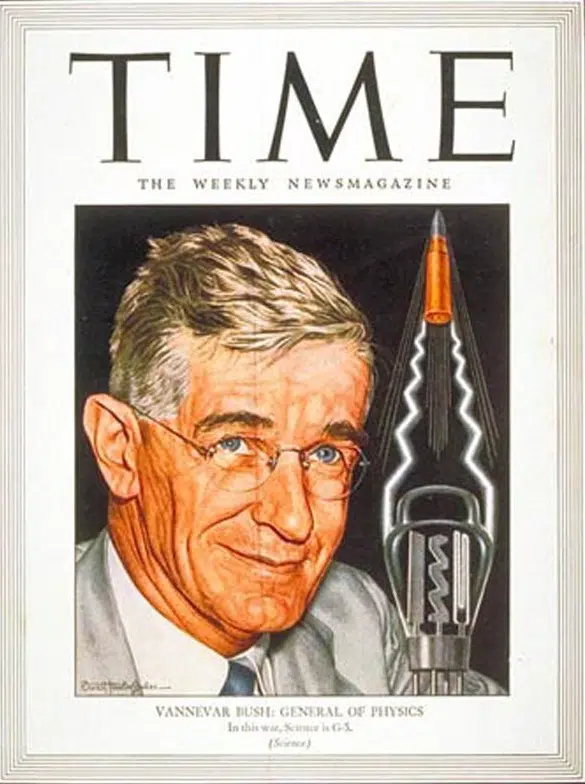 TIME
THE WEEKLY NEWSMAGAZINE
VANNEVAR BUSH: GENERAL OF PHYSICS
In this war, Science is G-5.
(Science)